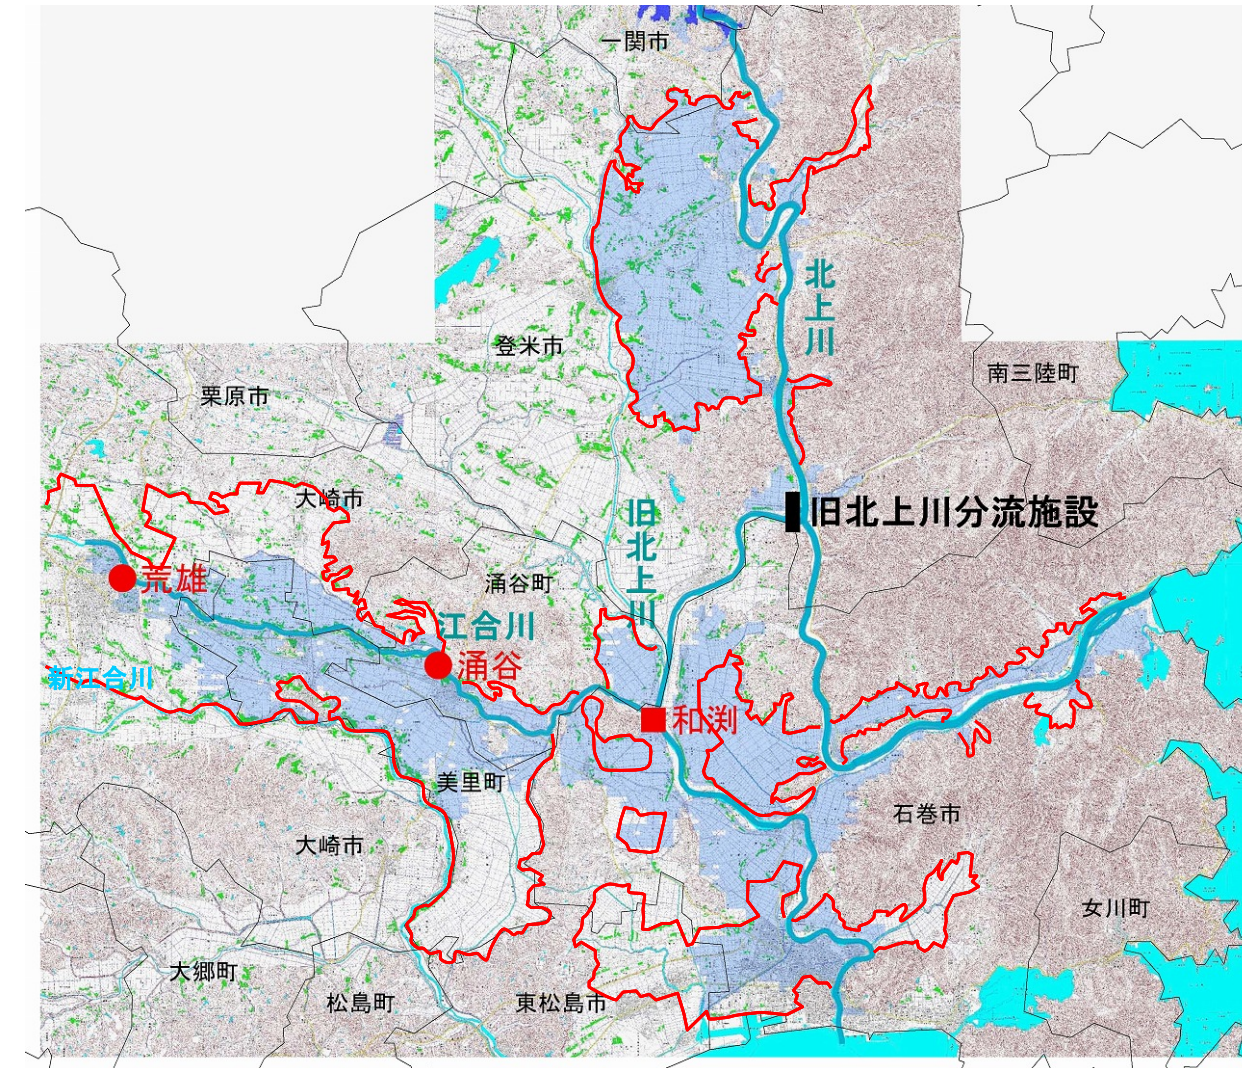 一関市
北上川
登米市
南三陸町
栗原市
大崎市
旧北上川
旧北上川分流施設
荒雄
涌谷町
江合川
涌谷
新江合川
和渕
美里町
石巻市
大崎市
女川町
大郷町
松島町
東松島市